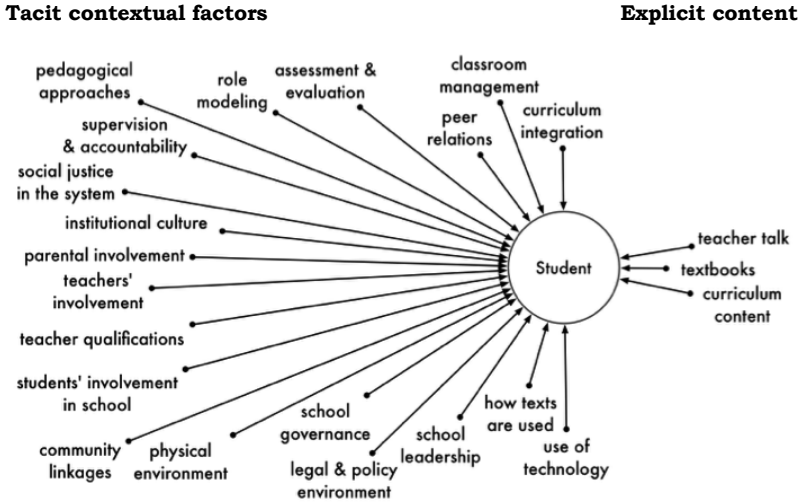 Tacit contextual factors
Explicit content
pedagogical
approaches
role
modeling
assessment &
evaluation
classroom
management
peer
relations
curriculum
integration
supervision
& accountability
social justice
in the system
institutional culture
parental involvement
teachers'
involvement
teacher qualifications
students' involvement
in school
community
linkages
physical
environment
school
governance
legal & policy
environment
school
leadership
how texts
are used
use of
technology
Student
teacher talk
textbooks
curriculum
content